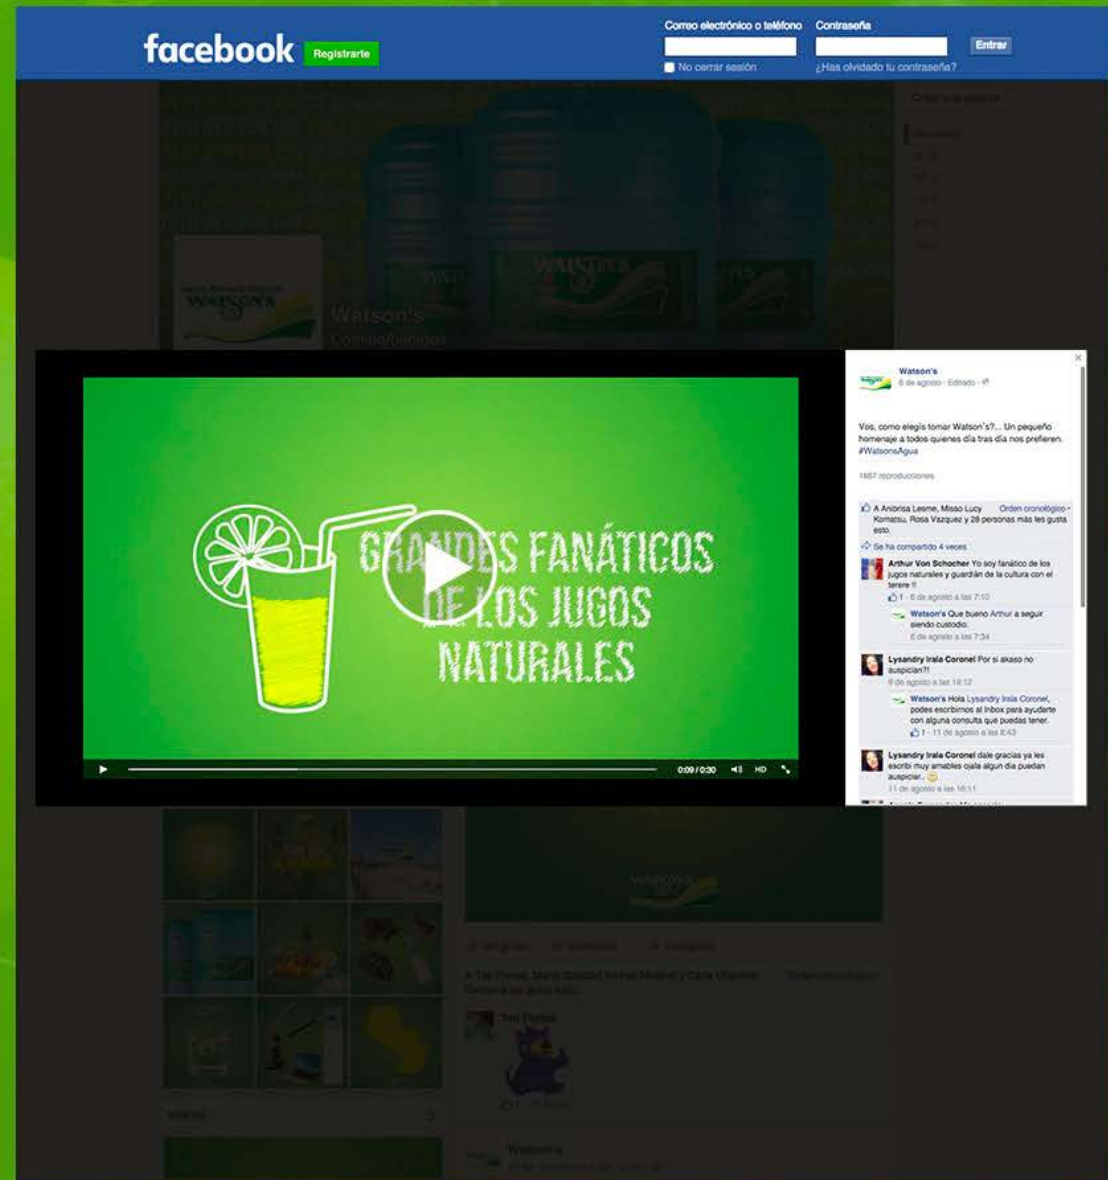 facebook
Registrarte
Correo electrónico o teléfono
Contraseña
Entrar
No cerrar sesión
¿Has olvidado tu contraseña?
WATSON'S
WATSON'S
Watson's
GRANDES FANÁTICOS
DE LOS JUGOS
NATURALES
0:09 / 0:30
HD
Watson's
6 de agosto · Editado ·
Vos, como elegís tomar Watson´s?... Un pequeño
homenaje a todos quienes día tras día nos prefieren.
#WatsonsAgua
1667 reproducciones
A Anibrisa Lesme, Misao Lucy
Orden cronológico
Komatsu, Rosa Vazquez y 28 personas más les gusta
esto.
Se ha compartido 4 veces
Arthur Von Schocher Yo soy fanático de los
jugos naturales y guardián de la cultura con el
terere !!
1 · 6 de agosto a las 7:10
Watson's Que bueno Arthur a seguir
siendo custodio.
6 de agosto a las 7:34
Lysandry Irala Coronel Por si akaso no
auspician?!
9 de agosto a las 19:12
Watson's Hola Lysandry Irala Coronel,
podes escribirnos al Inbox para ayudarte
con alguna consulta que puedas tener.
1 · 11 de agosto a las 8:43
Lysandry Irala Coronel dale gracias ya les
escribi muy amables ojala algun dia puedan
auspiciar..
11 de agosto a las 16:11
WATSON'S
Watson's